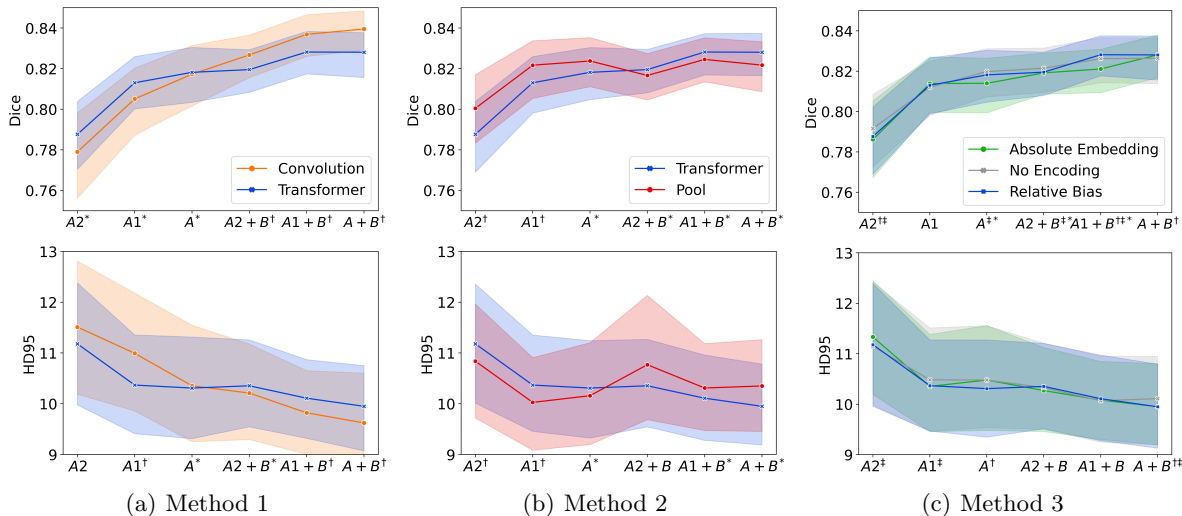 0.84
0.82
0.80
0.78
0.76
Dice
Convolution
Transformer
A2* A1* A* A2 + B† A1 + B† A + B†
13
12
11
10
9
HD95
A2 A1† A* A2 + B* A1 + B† A + B†
(a) Method 1
0.84
0.82
0.80
0.78
0.76
Dice
Transformer
Pool
A2† A1† A* A2 + B* A1 + B* A + B*
13
12
11
10
9
HD95
A2† A1† A* A2 + B A1 + B* A + B*
(b) Method 2
0.84
0.82
0.80
0.78
0.76
Dice
Absolute Embedding
No Encoding
Relative Bias
A2†‡ A1 A‡* A2 + B‡* A1 + B†‡* A + B†
13
12
11
10
9
HD95
A2‡ A1‡ A† A2 + B A1 + B A + B†‡
(c) Method 3